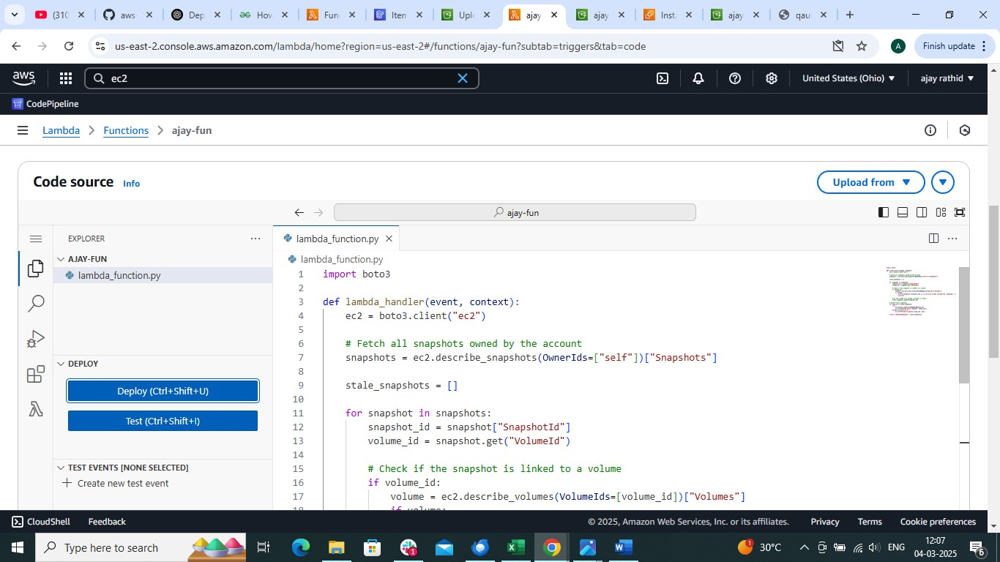 (310
aws
Dep
How
Fun
Item
Uplo
ajay
ajay
Inst
ajay
qau
us-east-2.console.aws.amazon.com/lambda/home?region=us-east-2#/functions/ajay-fun?subtab=triggers&tab=code
A
Finish update
aws
ec2
United States (Ohio)
ajay rathid
CodePipeline
Lambda > Functions > ajay-fun
Code source Info
Upload from
ajay-fun
EXPLORER
lambda_function.py
AJAY-FUN
lambda_function.py
lambda_function.py
1 import boto3
2
3 def lambda_handler(event, context):
4 ec2 = boto3.client("ec2")
5
6 # Fetch all snapshots owned by the account
7 snapshots = ec2.describe_snapshots(OwnerIds=["self"])["Snapshots"]
8
9 stale_snapshots = []
10
11 for snapshot in snapshots:
12 snapshot_id = snapshot["SnapshotId"]
13 volume_id = snapshot.get("VolumeId")
14
15 # Check if the snapshot is linked to a volume
16 if volume_id:
17 volume = ec2.describe_volumes(VolumeIds=[volume_id])["Volumes"]
18 if volume:
DEPLOY
Deploy (Ctrl+Shift+U)
Test (Ctrl+Shift+I)
TEST EVENTS [NONE SELECTED]
Create new test event
CloudShell
Feedback
© 2025, Amazon Web Services, Inc. or its affiliates.
Privacy
Terms
Cookie preferences
Type here to search
1
1
30°C
ENG
12:07
04-03-2025
6